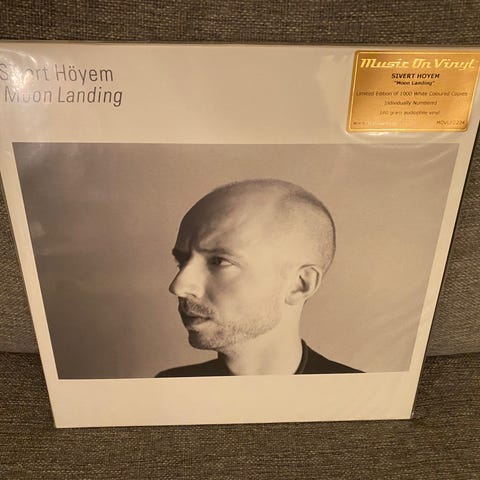 Sivert Höyem
Moon Landing
Music On Vinyl
SIVERT HÖYEM
"Moon Landing"
Limited Edition of 1000 White Coloured Copies
Individually Numbered
180 gram audiophile vinyl